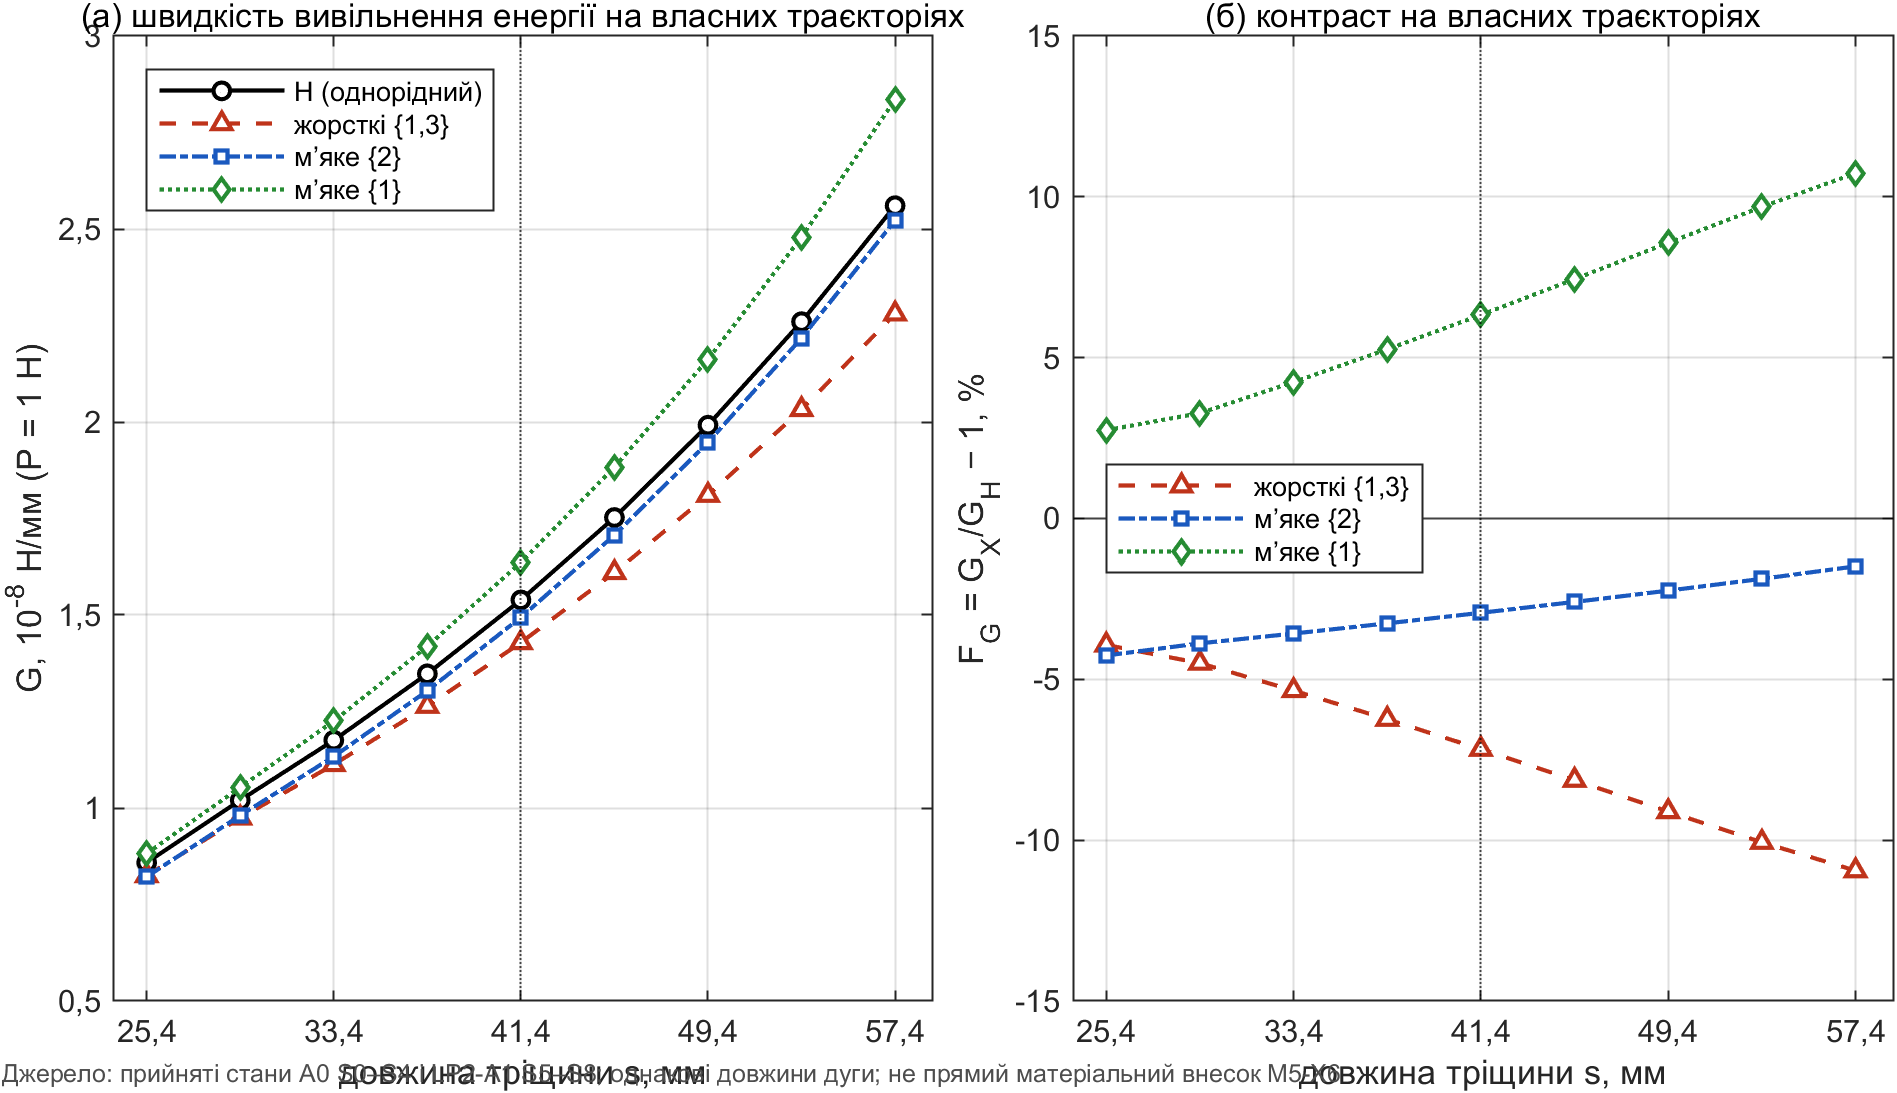 (а) швидкість вивільнення енергії на власних траєкторіях
3
2,5
2
1,5
1
0,5
G, 10⁻⁸ Н/мм (P = 1 Н)
Н (однорідний)
жорсткі {1,3}
м’яке {2}
м’яке {1}
25,4 33,4 41,4 49,4 57,4
довжина тріщини s, мм
(б) контраст на власних траєкторіях
15
10
5
0
-5
-10
-15
F_G = G_X/G_H − 1, %
жорсткі {1,3}
м’яке {2}
м’яке {1}
25,4 33,4 41,4 49,4 57,4
довжина тріщини s, мм
Джерело: прийняті стани A0 довжини дуги; не прямий матеріальний внесок